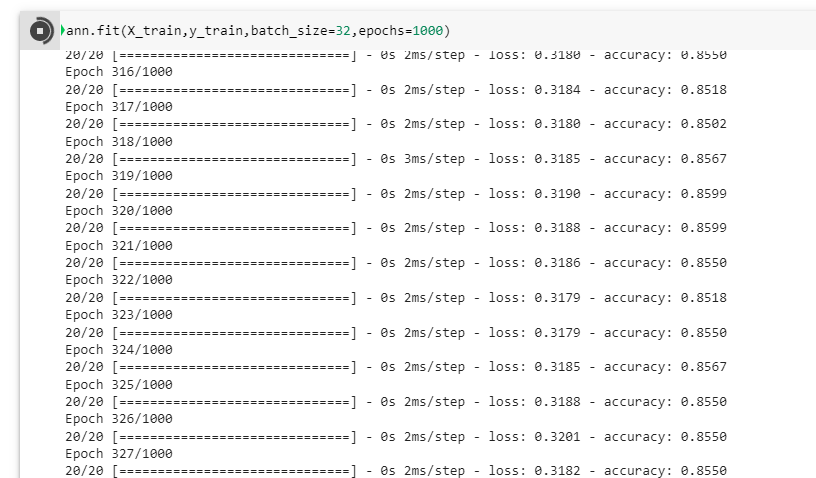 ann.fit(X_train,y_train,batch_size=32,epochs=1000)
20/20 [==============================] - 0s 2ms/step - loss: 0.3180 - accuracy: 0.8550
Epoch 316/1000
20/20 [==============================] - 0s 2ms/step - loss: 0.3184 - accuracy: 0.8518
Epoch 317/1000
20/20 [==============================] - 0s 2ms/step - loss: 0.3180 - accuracy: 0.8502
Epoch 318/1000
20/20 [==============================] - 0s 3ms/step - loss: 0.3185 - accuracy: 0.8567
Epoch 319/1000
20/20 [==============================] - 0s 2ms/step - loss: 0.3190 - accuracy: 0.8599
Epoch 320/1000
20/20 [==============================] - 0s 2ms/step - loss: 0.3188 - accuracy: 0.8599
Epoch 321/1000
20/20 [==============================] - 0s 2ms/step - loss: 0.3186 - accuracy: 0.8550
Epoch 322/1000
20/20 [==============================] - 0s 2ms/step - loss: 0.3179 - accuracy: 0.8518
Epoch 323/1000
20/20 [==============================] - 0s 2ms/step - loss: 0.3179 - accuracy: 0.8550
Epoch 324/1000
20/20 [==============================] - 0s 2ms/step - loss: 0.3185 - accuracy: 0.8567
Epoch 325/1000
20/20 [==============================] - 0s 2ms/step - loss: 0.3188 - accuracy: 0.8550
Epoch 326/1000
20/20 [==============================] - 0s 2ms/step - loss: 0.3201 - accuracy: 0.8550
Epoch 327/1000
20/20 [==============================] - 0s 2ms/step - loss: 0.3182 - accuracy: 0.8550